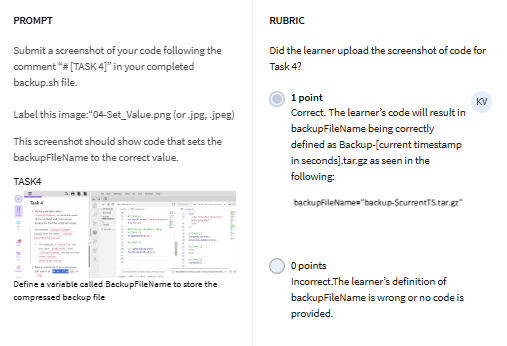 PROMPT
Submit a screenshot of your code following the
comment "# [TASK 4]" in your completed
backup.sh file.
Label this image:"04-Set_Value.png (or .jpg, .jpeg)
This screenshot should show code that sets the
backupFileName to the correct value.
TASK4
Task 4
Define a variable called BackupFileName to store the
compressed backup file
RUBRIC
Did the learner upload the screenshot of code for
Task 4?
1 point
KV
Correct. The learner's code will result in
backupFileName being correctly
defined as Backup-[current timestamp
in seconds].tar.gz as seen in the
following:
backupFileName="backup-$currentTS.tar.gz"
0 points
Incorrect.The learner's definition of
backupFileName is wrong or no code is
provided.